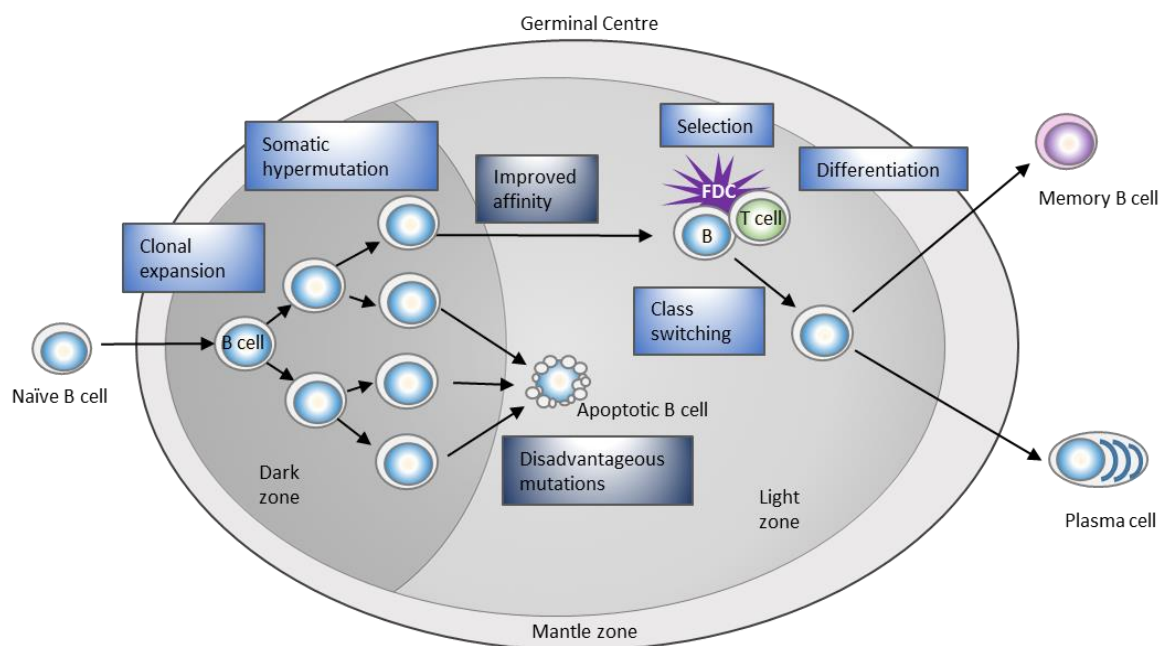 Germinal Centre
Somatic
hypermutation
Selection
Improved
affinity
Differentiation
FDC
T cell
B
Memory B cell
Clonal
expansion
Class
switching
B cell
Naïve B cell
Apoptotic B cell
Disadvantageous
mutations
Dark
zone
Light
zone
Plasma cell
Mantle zone